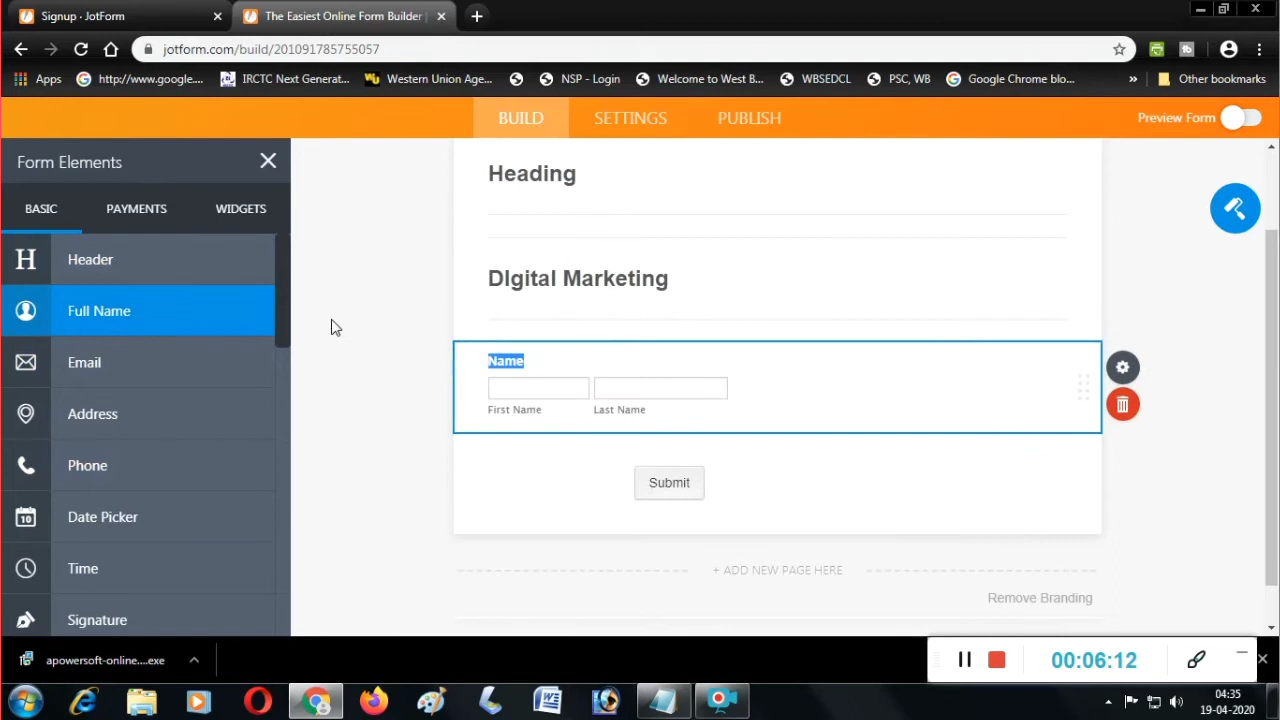 Signup - JotForm
The Easiest Online Form Builder |
jotform.com/build/201091785755057
Apps
http://www.google....
IRCTC Next Generat...
Western Union Age...
NSP - Login
Welcome to West B...
WBSEDCL
PSC, WB
Google Chrome blo...
»
Other bookmarks
BUILD
SETTINGS
PUBLISH
Preview Form
Form Elements
BASIC
PAYMENTS
WIDGETS
H Header
Full Name
Email
Address
Phone
10 Date Picker
Time
Signature
Heading
DIgital Marketing
Name
First Name
Last Name
Submit
+ ADD NEW PAGE HERE
Remove Branding
apowersoft-online....exe
00:06:12
04:35
19-04-2020